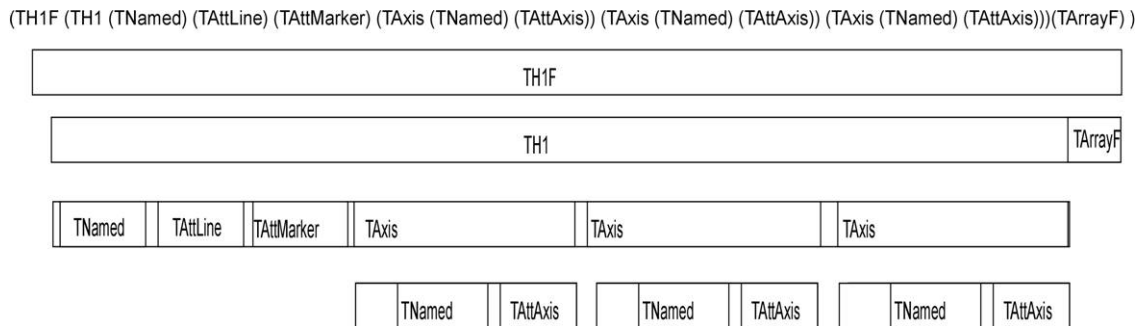 (TH1F (TH1 (TNamed) (TAttLine) (TAttMarker) (TAxis (TNamed) (TAttAxis)) (TAxis (TNamed) (TAttAxis)) (TAxis (TNamed) (TAttAxis)))(TArrayF) )
TH1F
TH1 TArrayF
TNamed TAttLine TAttMarker TAxis TAxis TAxis
TNamed TAttAxis TNamed TAttAxis TNamed TAttAxis